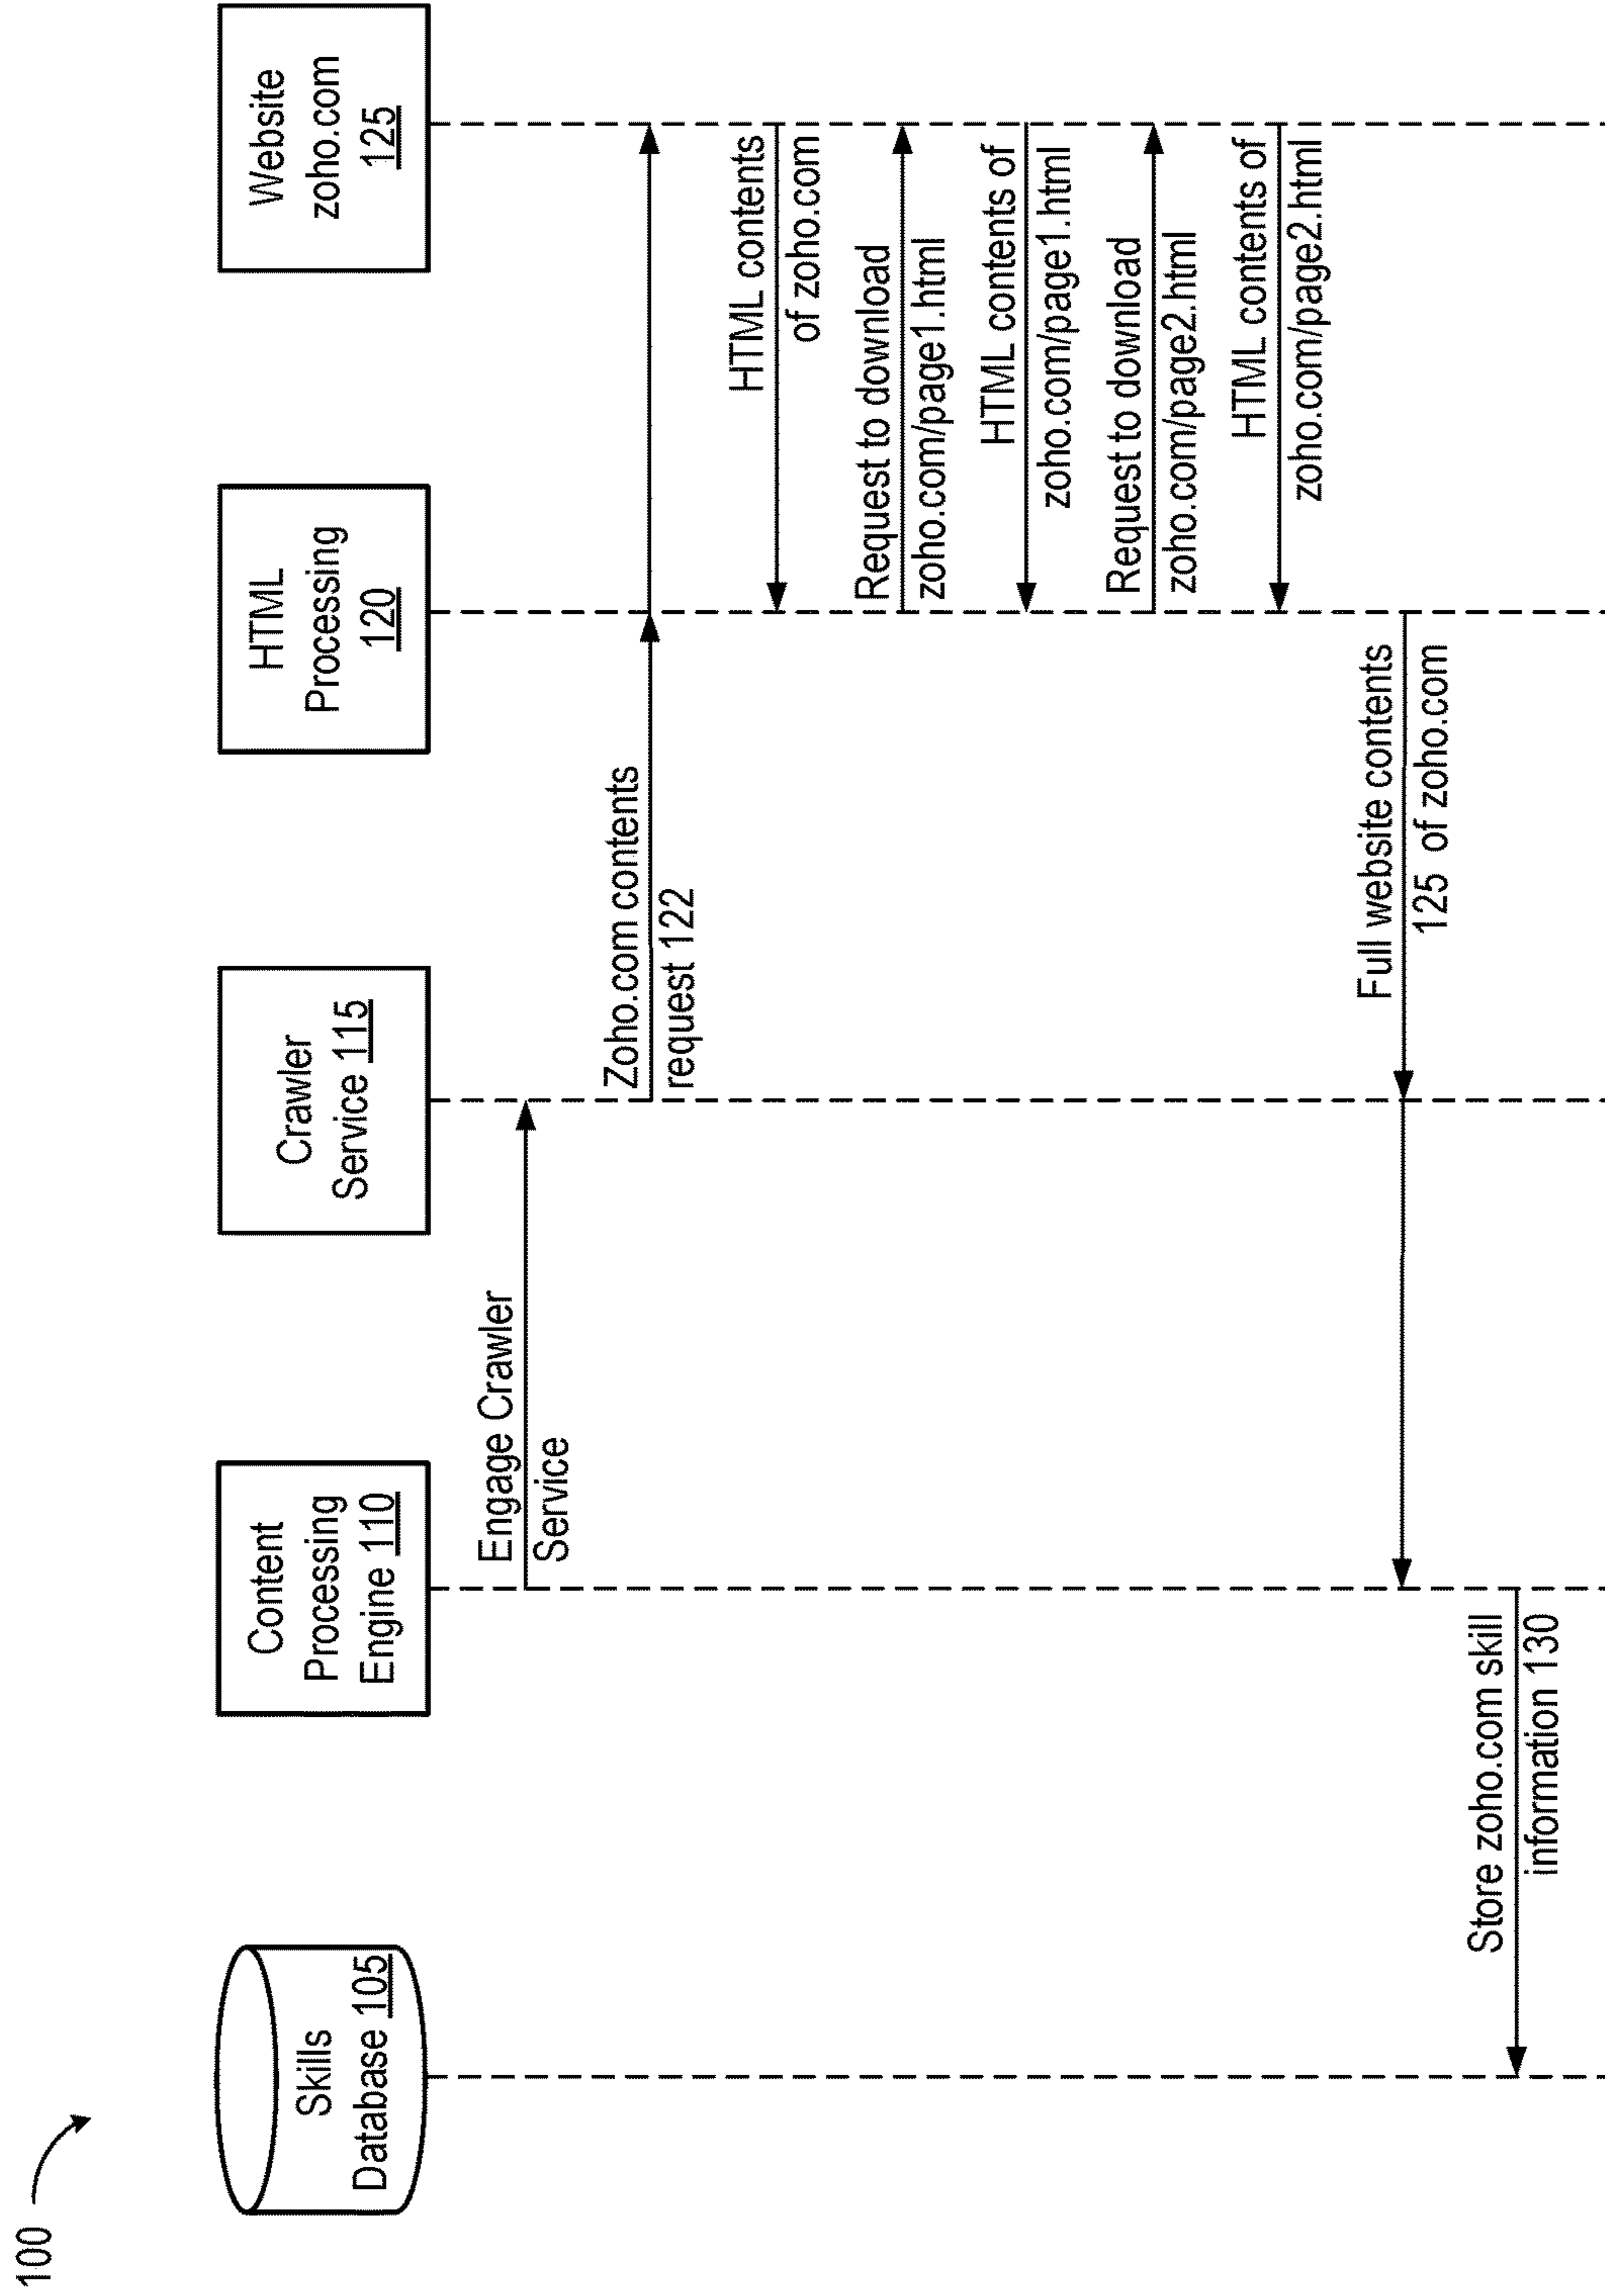 100
Skills
Database 105
Content
Processing
Engine 110
Crawler
Service 115
HTML
Processing
120
Website
zoho.com
125
Engage Crawler
Service
Zoho.com contents
request 122
HTML contents
of zoho.com
Request to download
zoho.com/page1.html
HTML contents of
zoho.com/page1.html
Request to download
zoho.com/page2.html
HTML contents of
zoho.com/page2.html
Full website contents
125 of zoho.com
Store zoho.com skill
information 130